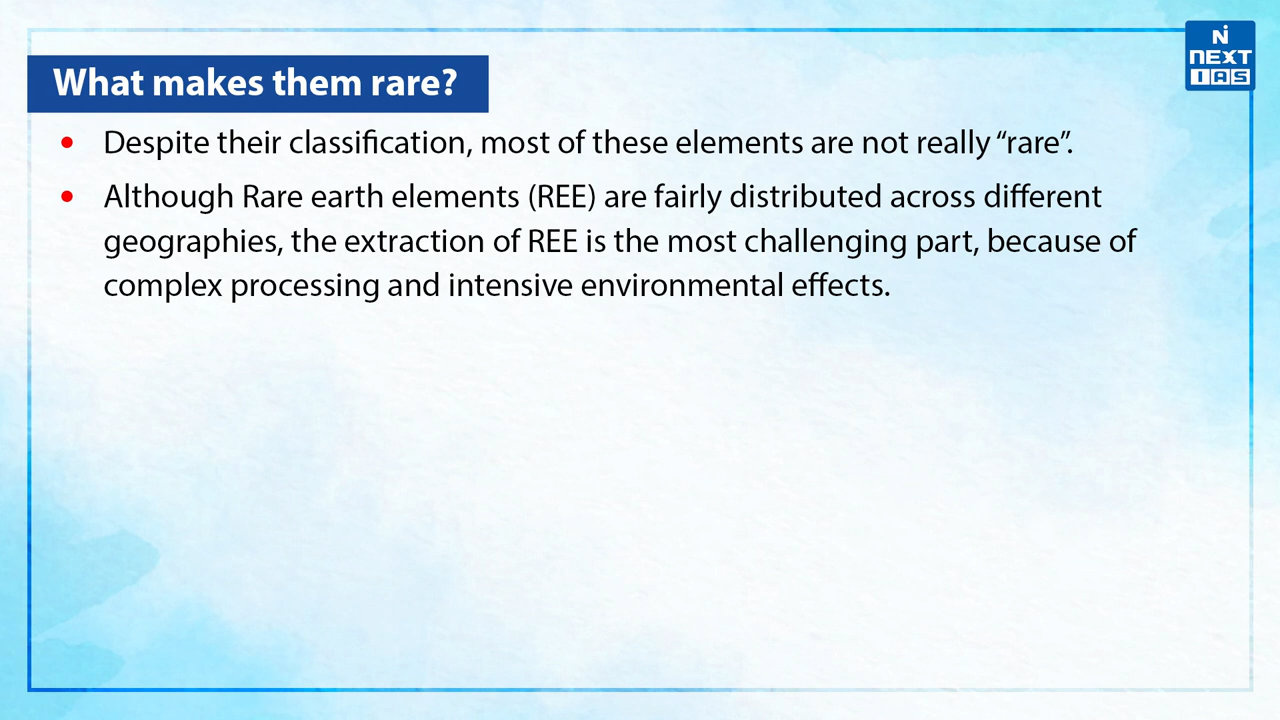 What makes them rare?
• Despite their classification, most of these elements are not really “rare”.
• Although Rare earth elements (REE) are fairly distributed across different
geographies, the extraction of REE is the most challenging part, because of
complex processing and intensive environmental effects.
N
NEXT
IAS